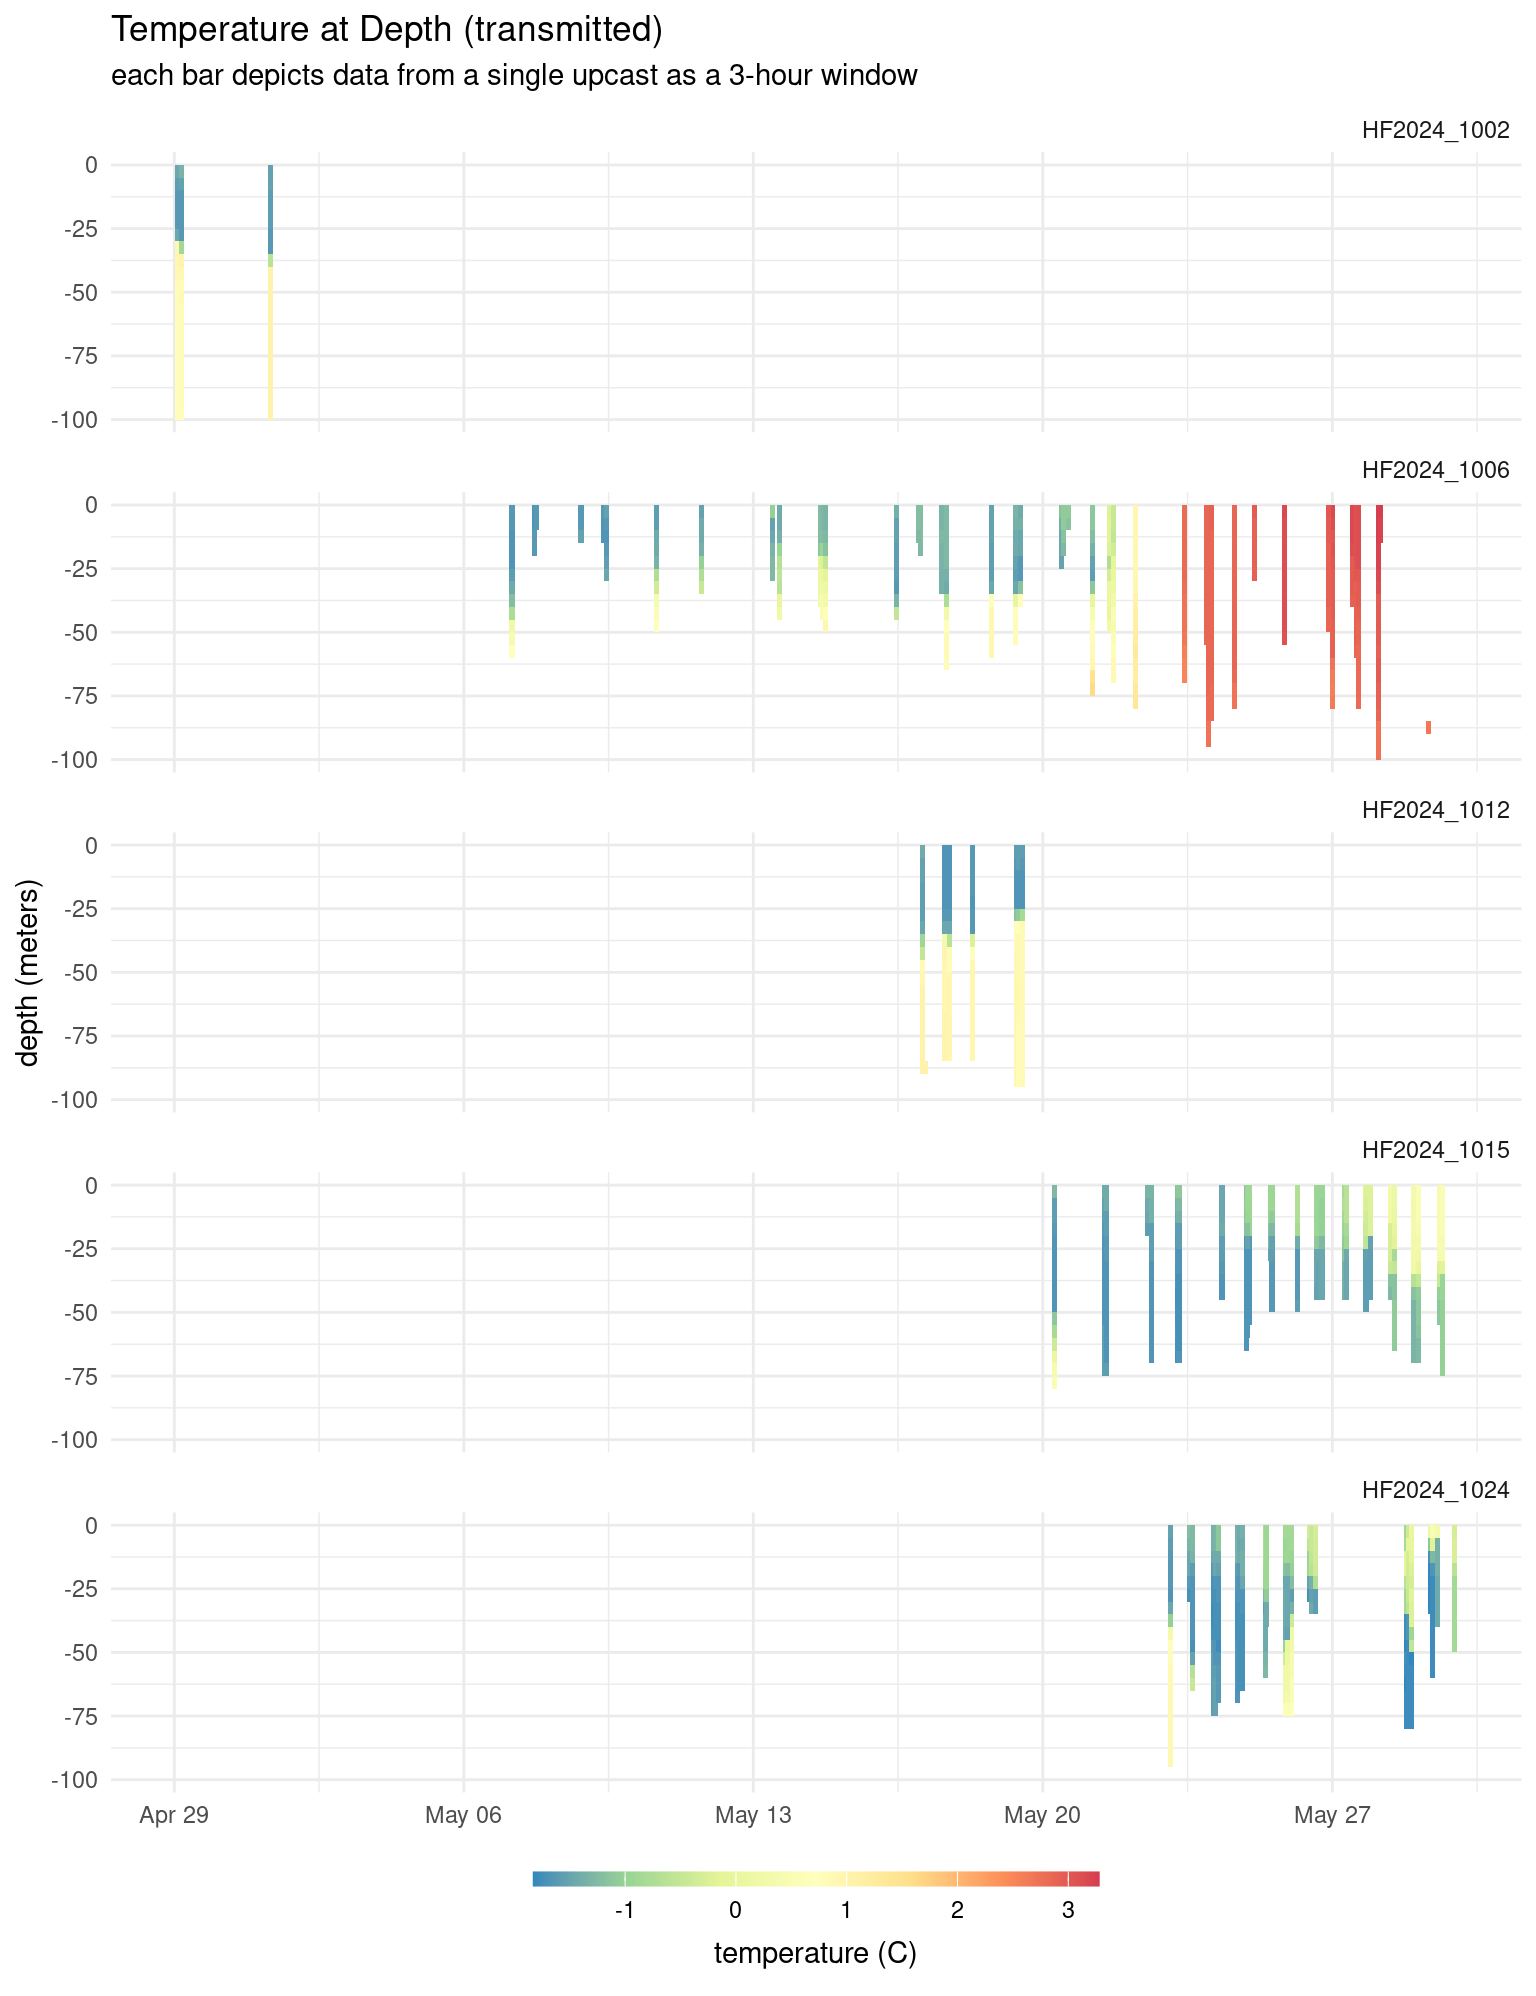 Temperature at Depth (transmitted)
each bar depicts data from a single upcast as a 3-hour window
HF2024_1002
0
-25
-50
-75
-100
HF2024_1006
0
-25
-50
-75
-100
HF2024_1012
0
-25
-50
-75
-100
depth (meters)
HF2024_1015
0
-25
-50
-75
-100
HF2024_1024
0
-25
-50
-75
-100
Apr 29 May 06 May 13 May 20 May 27
-1 0 1 2 3
temperature (C)